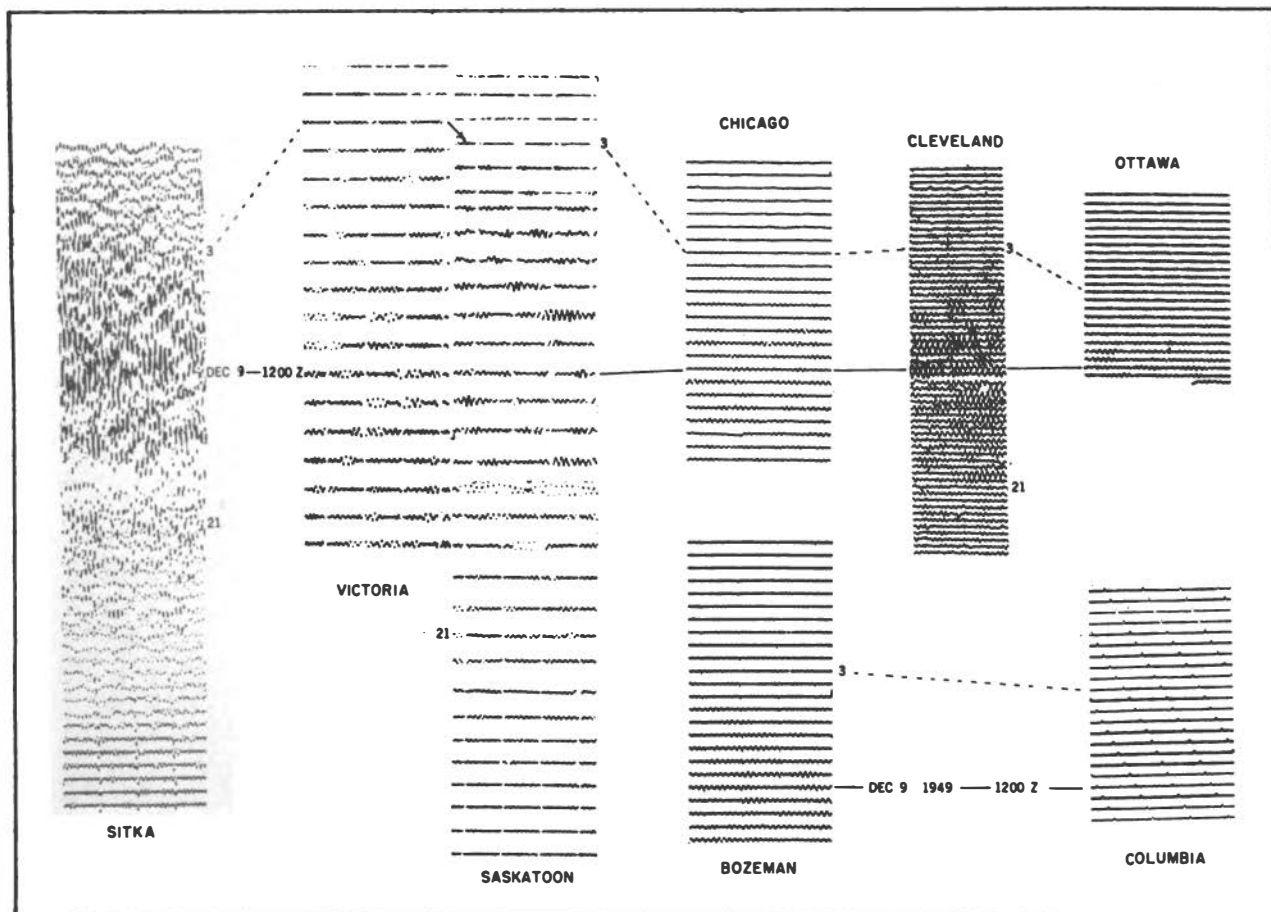 CHICAGO
CLEVELAND
OTTAWA
3
3
3
DEC 9 — 1200 Z
21
21
VICTORIA
21
3
DEC 9 1949 — 1200 Z
SITKA
SASKATOON
BOZEMAN
COLUMBIA